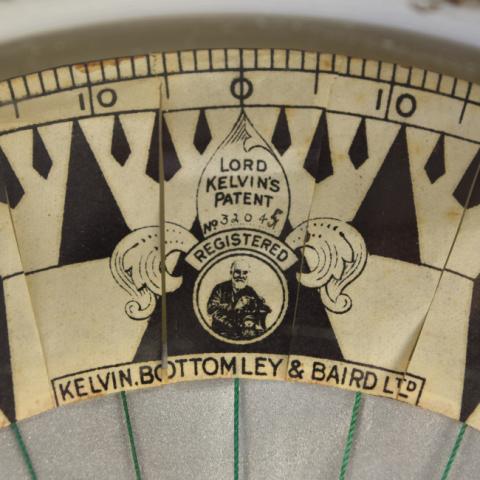 10 0 10
LORD
KELVIN'S
PATENT
No 32045
REGISTERED
KELVIN.BOTTOMLEY & BAIRD LTD